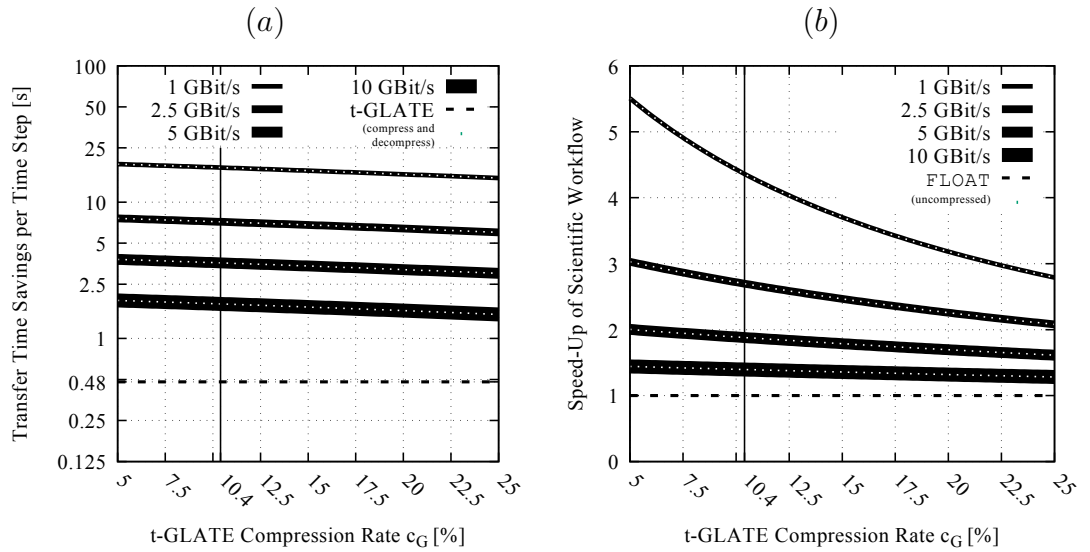 (a)
Transfer Time Savings per Time Step [s]
100
50
25
10
5
2.5
1
0.48
0.25
0.125
1 GBit/s
2.5 GBit/s
5 GBit/s
10 GBit/s
t-GLATE
(compress and
decompress)
5
7.5
10.4
12.5
15
17.5
20
22.5
25
t-GLATE Compression Rate cG [%]
(b)
Speed-Up of Scientific Workflow
6
5
4
3
2
1
0
1 GBit/s
2.5 GBit/s
5 GBit/s
10 GBit/s
FLOAT
(uncompressed)
5
7.5
10.4
12.5
15
17.5
20
22.5
25
t-GLATE Compression Rate cG [%]